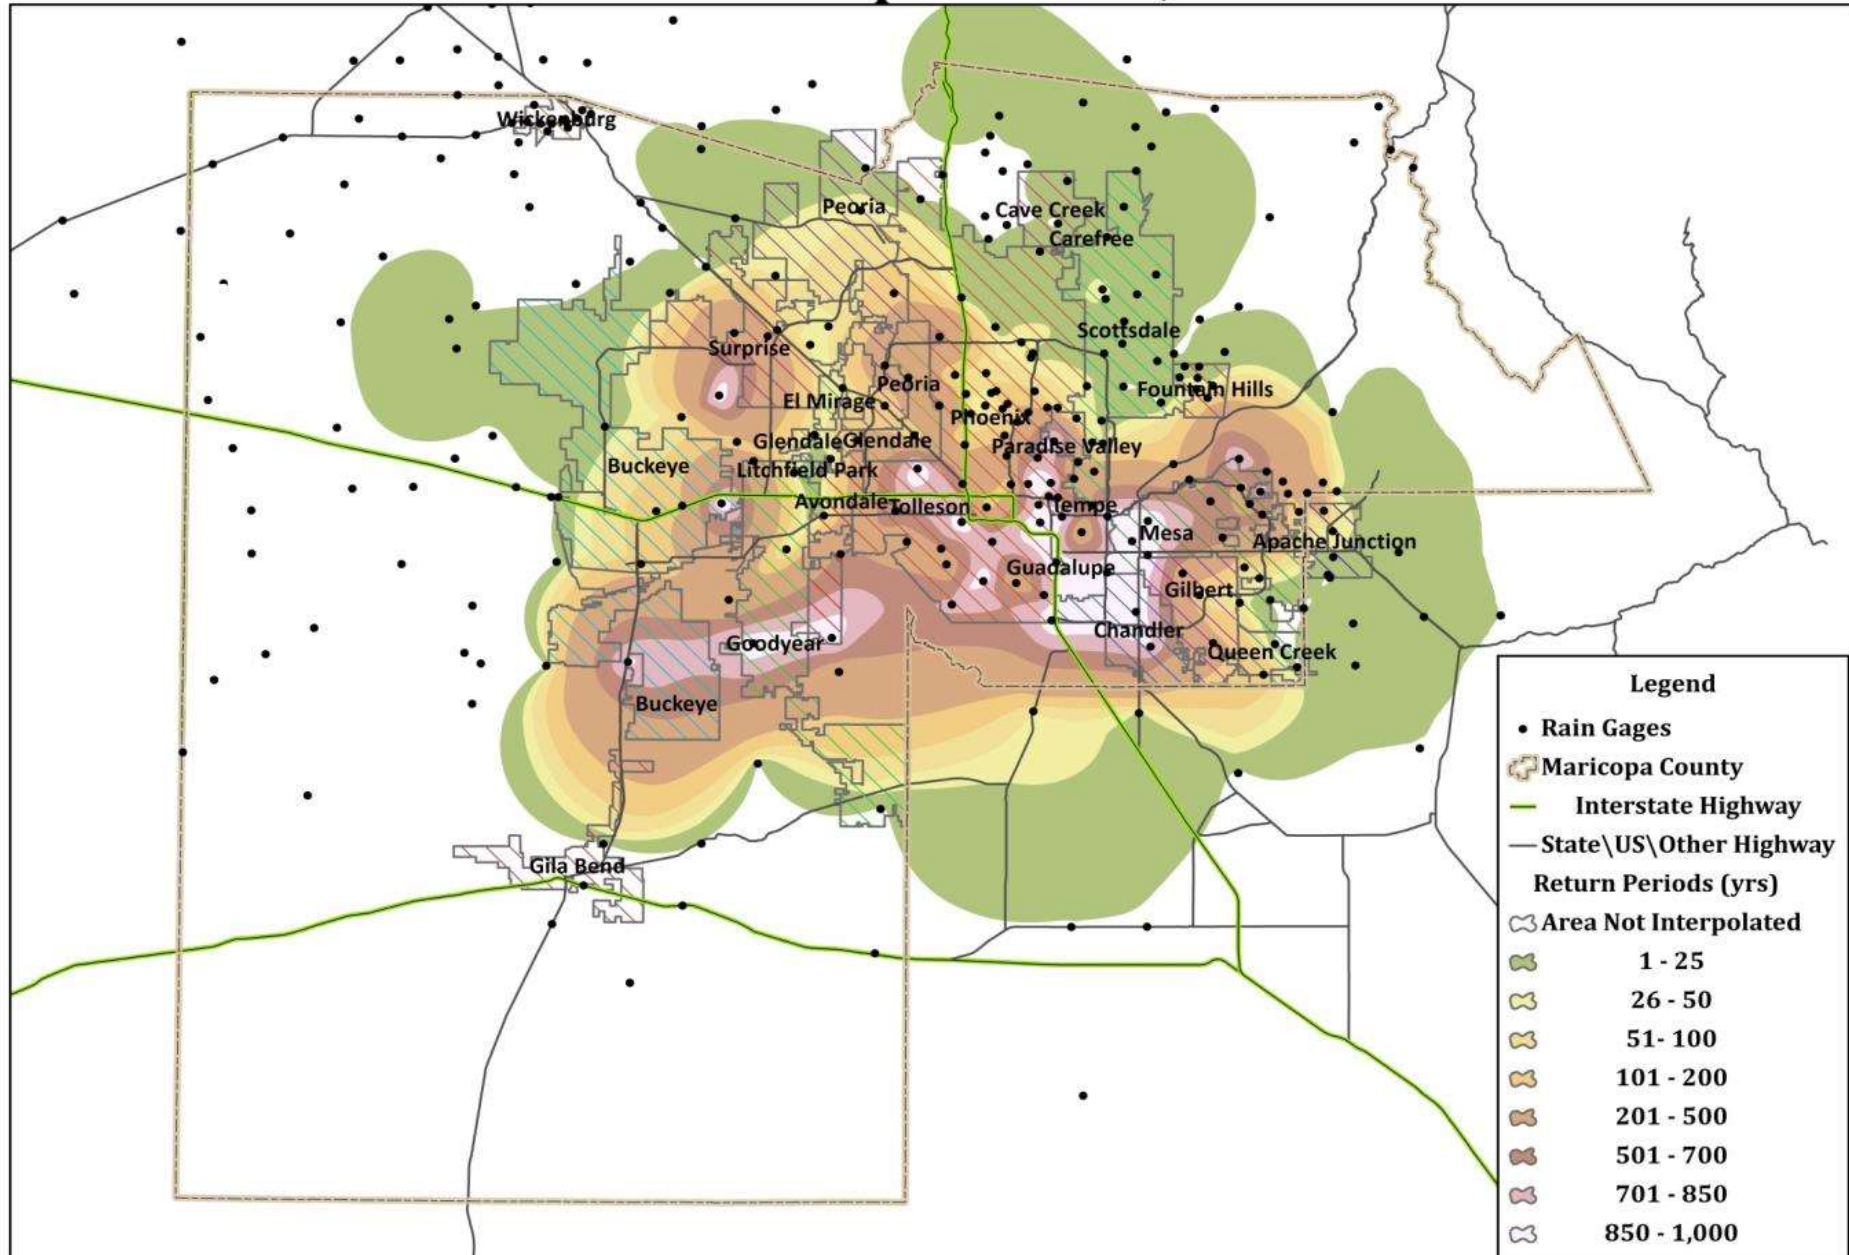 Wickenburg
Peoria
Cave Creek
Carefree
Scottsdale
Surprise
Peoria
Fountain Hills
El Mirage
Phoenix
Glendale
Glendale
Paradise Valley
Buckeye
Litchfield Park
Avondale
Tolleson
Tempe
Mesa
Apache Junction
Guadalupe
Gilbert
Chandler
Goodyear
Queen Creek
Buckeye
Gila Bend
Legend
Rain Gages
Maricopa County
Interstate Highway
State\US\Other Highway
Return Periods (yrs)
Area Not Interpolated
1 - 25
26 - 50
51- 100
101 - 200
201 - 500
501 - 700
701 - 850
850 - 1,000